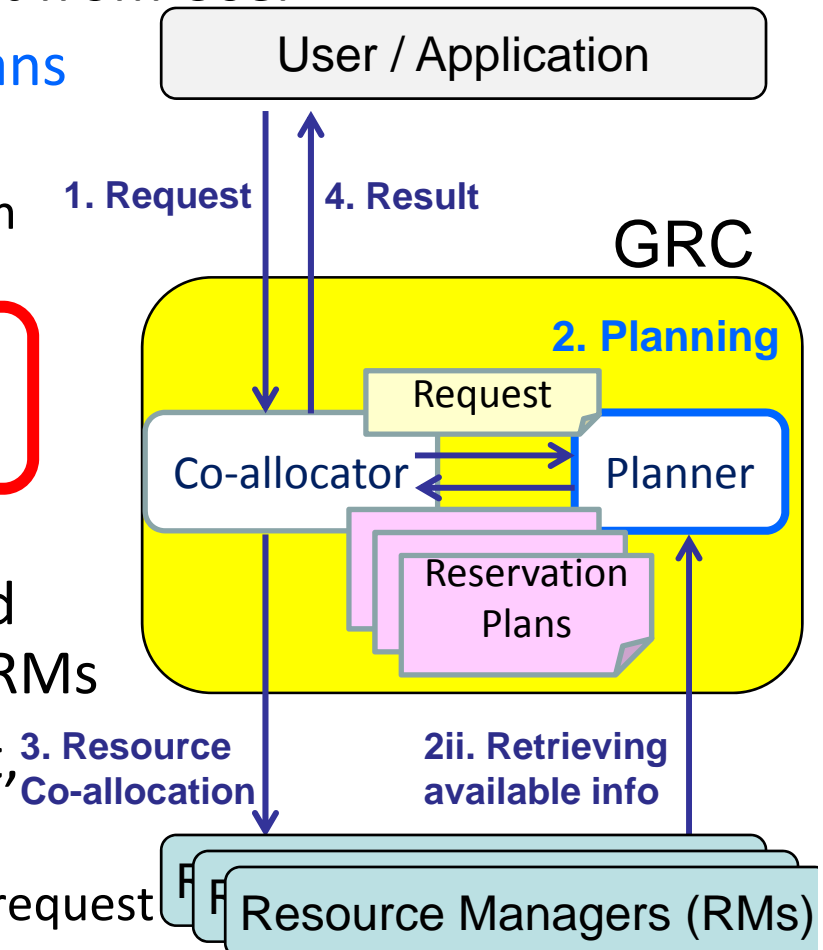 User / Application
ans
1. Request
4. Result
n
GRC
2. Planning
Request
Co-allocator
Planner
Reservation
Plans
d
RMs
3. Resource
Co-allocation
2ii. Retrieving
available info
request
R
R
Resource Managers (RMs)